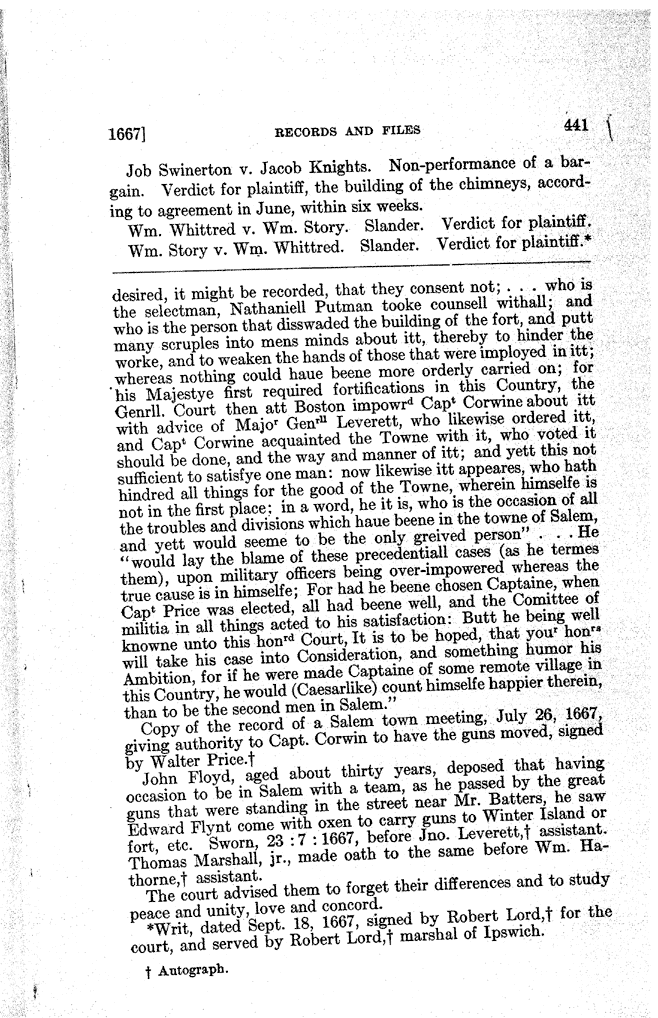 1667] RECORDS AND FILES 441
Job Swinerton v. Jacob Knights. Non-performance of a bar-
gain. Verdict for plaintiff, the building of the chimneys, accord-
ing to agreement in June, within six weeks.
Wm. Whittred v. Wm. Story. Slander. Verdict for plaintiff.
Wm. Story v. Wm. Whittred. Slander. Verdict for plaintiff.*
desired, it might be recorded, that they consent not; . . . who is
the selectman, Nathaniell Putman tooke counsell withall; and
who is the person that disswaded the building of the fort, and putt
many scruples into mens minds about itt, thereby to hinder the
worke, and to weaken the hands of those that were imployed in itt;
whereas nothing could haue beene more orderly carried on; for
his Majestye first required fortifications in this Country, the
Genrll. Court then att Boston impowrᵈ Capᵗ Corwine about itt
with advice of Majoʳ Genʳˡˡ Leverett, who likewise ordered itt,
and Capᵗ Corwine acquainted the Towne with it, who voted it
should be done, and the way and manner of itt; and yett this not
sufficient to satisfye one man: now likewise itt appeares, who hath
hindred all things for the good of the Towne, wherein himselfe is
not in the first place; in a word, he it is, who is the occasion of all
the troubles and divisions which haue beene in the towne of Salem,
and yett would seeme to be the only greived person" . . . He
"would lay the blame of these precedentiall cases (as he termes
them), upon military officers being over-impowered whereas the
true cause is in himselfe; For had he beene chosen Captaine, when
Capᵗ Price was elected, all had beene well, and the Comittee of
militia in all things acted to his satisfaction: Butt he being well
knowne unto this honʳᵈ Court, It is to be hoped, that youʳ honʳˢ
will take his case into Consideration, and something humor his
Ambition, for if he were made Captaine of some remote village in
this Country, he would (Caesarlike) count himselfe happier therein,
than to be the second men in Salem."
Copy of the record of a Salem town meeting, July 26, 1667,
giving authority to Capt. Corwin to have the guns moved, signed
by Walter Price.†
John Floyd, aged about thirty years, deposed that having
occasion to be in Salem with a team, as he passed by the great
guns that were standing in the street near Mr. Batters, he saw
Edward Flynt come with oxen to carry guns to Winter Island or
fort, etc. Sworn, 23 : 7 : 1667, before Jno. Leverett,† assistant.
Thomas Marshall, jr., made oath to the same before Wm. Ha-
thorne,† assistant.
The court advised them to forget their differences and to study
peace and unity, love and concord.
*Writ, dated Sept. 18, 1667, signed by Robert Lord,† for the
court, and served by Robert Lord,† marshal of Ipswich.
† Autograph.